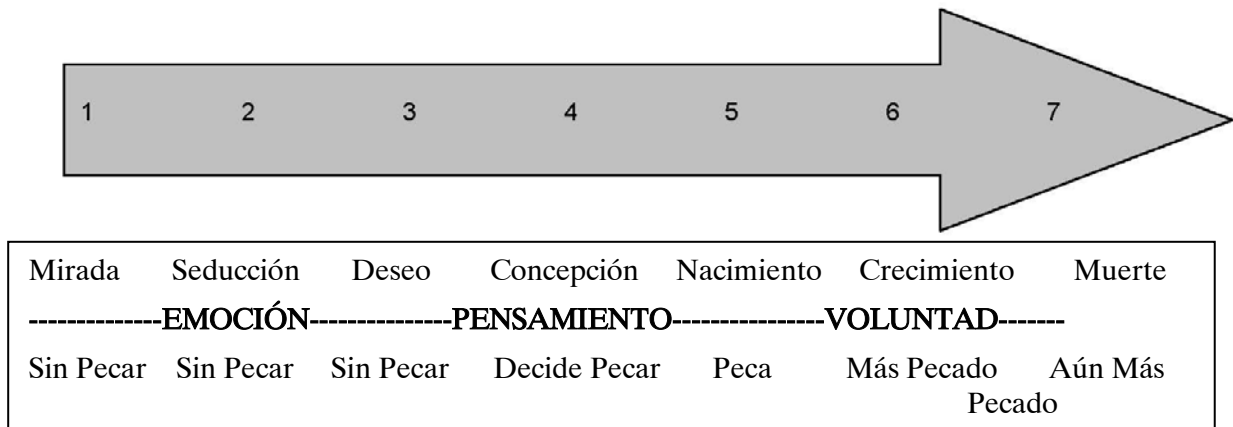 1 2 3 4 5 6 7
Mirada Seducción Deseo Concepción Nacimiento Crecimiento Muerte
--------------EMOCIÓN---------------PENSAMIENTO----------------VOLUNTAD-------
Sin Pecar Sin Pecar Sin Pecar Decide Pecar Peca Más Pecado Aún Más
Pecado